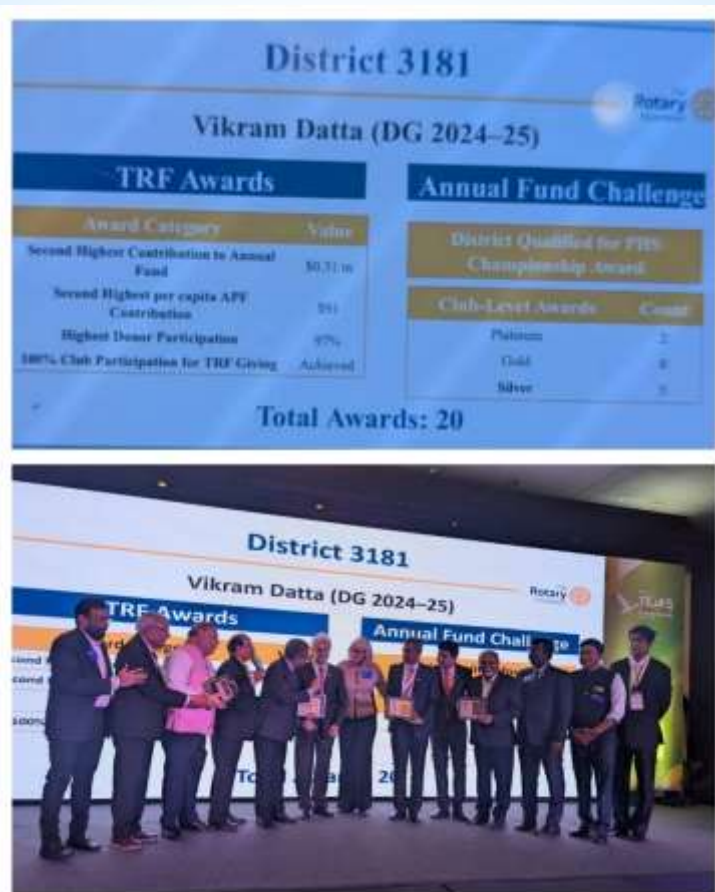 District 3181
Rotary
Vikram Datta (DG 2024–25)
TRF Awards
Award Category Value
Second Highest Contribution to Annual
Fund
Second Highest per capita APF
Contribution
Highest Donor Participation 97%
100% Club Participation for TRF Giving Achieved
Annual Fund Challenge
District Qualified for PHS
Championship Award
Club-Level Awards Count
Platinum
Gold
Silver
Total Awards: 20
District 3181
Rotary
Vikram Datta (DG 2024–25)
TRF Awards
Annual Fund Challenge